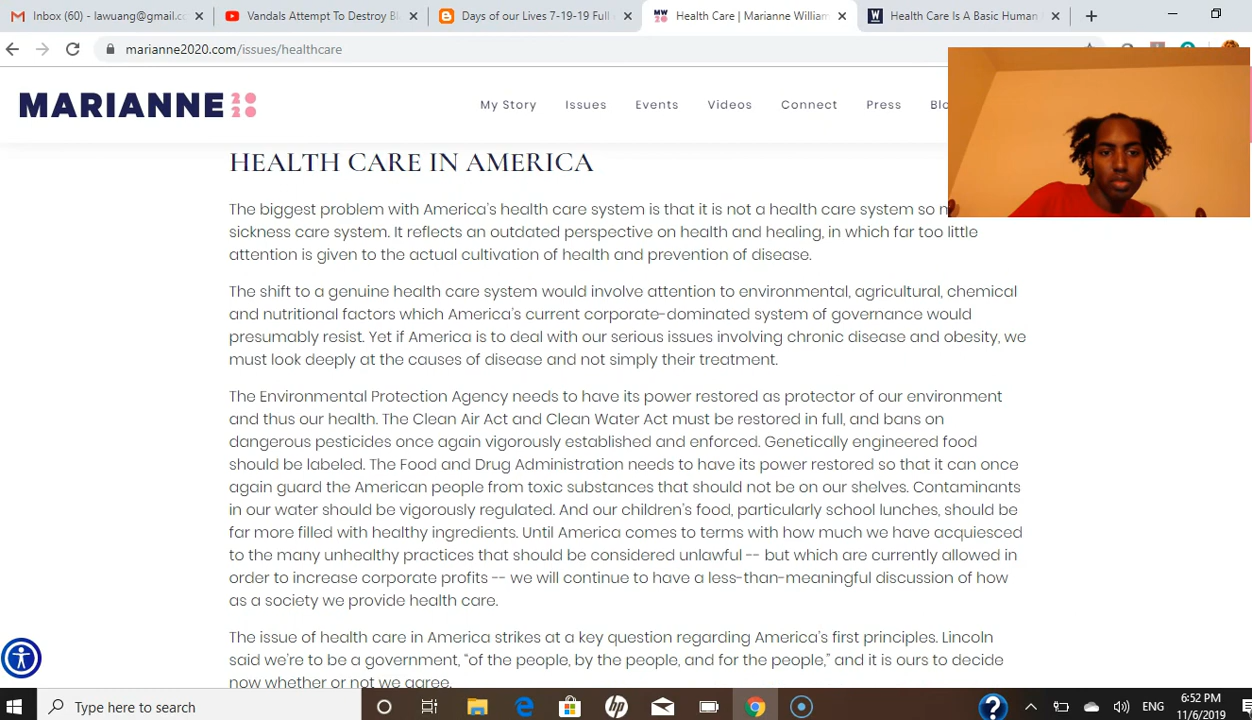 Inbox (60) - lawuang@gmail.co
Vandals Attempt To Destroy Bl
Days of our Lives 7-19-19 Full
Health Care | Marianne William
Health Care Is A Basic Human
marianne2020.com/issues/healthcare
MARIANNE 2020
My Story Issues Events Videos Connect Press Blo
HEALTH CARE IN AMERICA
The biggest problem with America's health care system is that it is not a health care system so
sickness care system. It reflects an outdated perspective on health and healing, in which far too little
attention is given to the actual cultivation of health and prevention of disease.
The shift to a genuine health care system would involve attention to environmental, agricultural, chemical
and nutritional factors which America's current corporate-dominated system of governance would
presumably resist. Yet if America is to deal with our serious issues involving chronic disease and obesity, we
must look deeply at the causes of disease and not simply their treatment.
The Environmental Protection Agency needs to have its power restored as protector of our environment
and thus our health. The Clean Air Act and Clean Water Act must be restored in full, and bans on
dangerous pesticides once again vigorously established and enforced. Genetically engineered food
should be labeled. The Food and Drug Administration needs to have its power restored so that it can once
again guard the American people from toxic substances that should not be on our shelves. Contaminants
in our water should be vigorously regulated. And our children's food, particularly school lunches, should be
far more filled with healthy ingredients. Until America comes to terms with how much we have acquiesced
to the many unhealthy practices that should be considered unlawful -- but which are currently allowed in
order to increase corporate profits -- we will continue to have a less-than-meaningful discussion of how
as a society we provide health care.
The issue of health care in America strikes at a key question regarding America's first principles. Lincoln
said we're to be a government, “of the people, by the people, and for the people,” and it is ours to decide
now whether or not we agree.
Type here to search
ENG
6:52 PM
11/6/2019